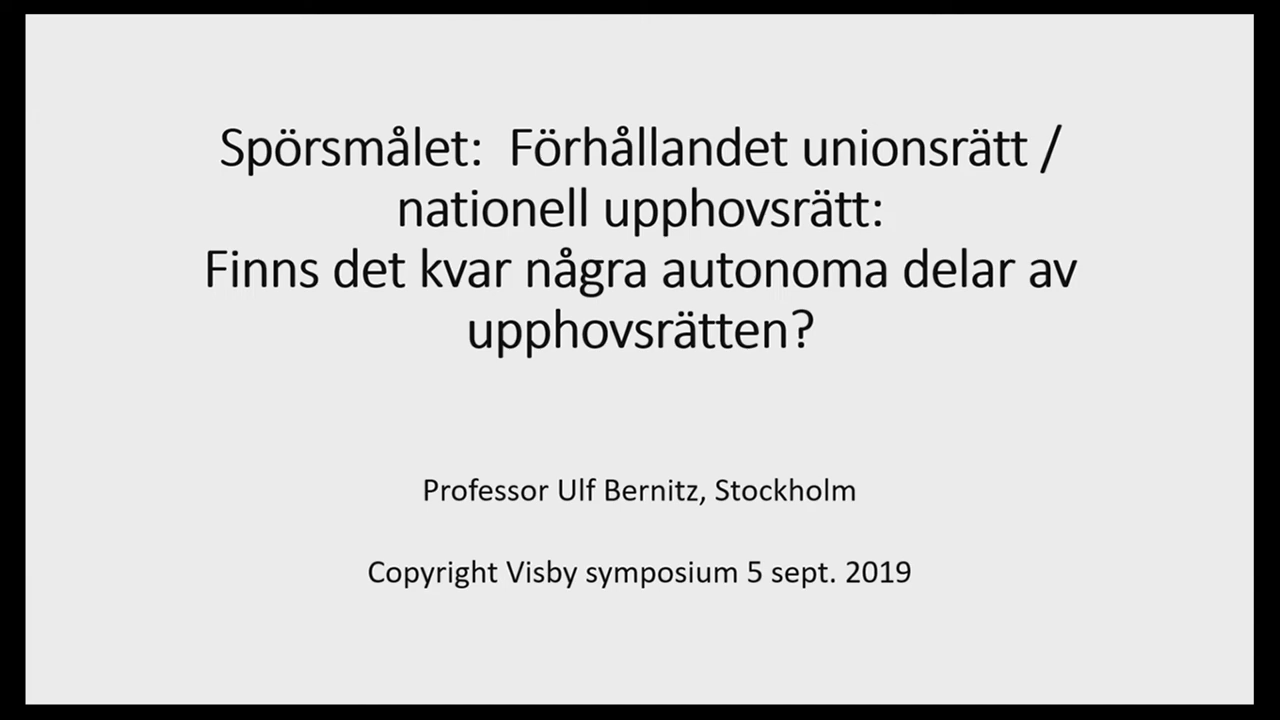 Spörsmålet: Förhållandet unionsrätt /
nationell upphovsrätt:
Finns det kvar några autonoma delar av
upphovsrätten?
Professor Ulf Bernitz, Stockholm
Copyright Visby symposium 5 sept. 2019